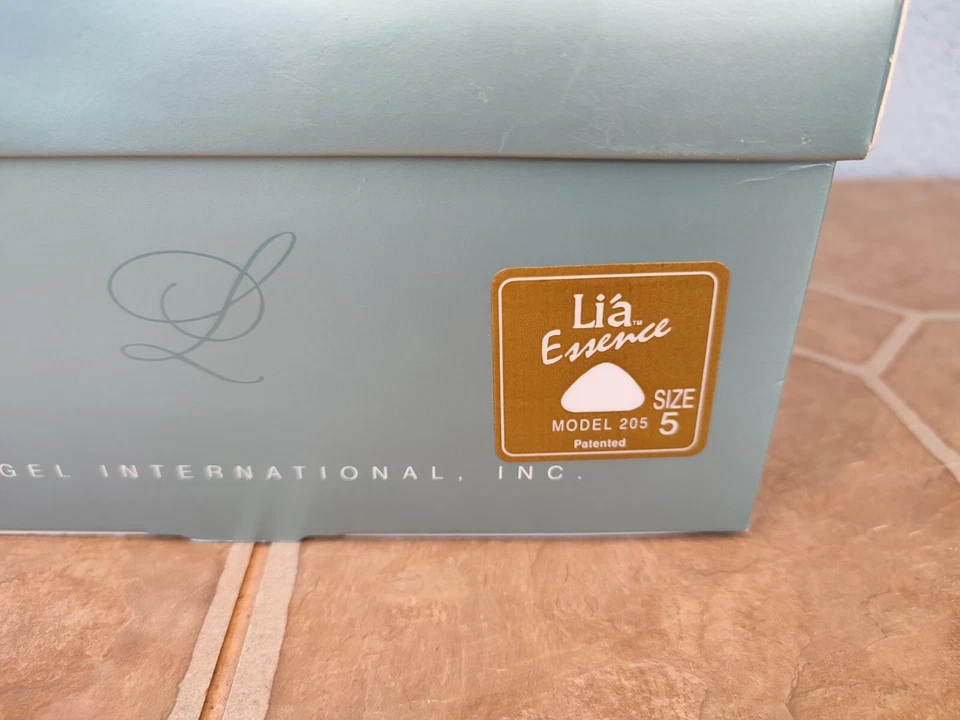 L
Liá™
Essence
SIZE
MODEL 205 5
Patented
GEL INTERNATIONAL, INC.